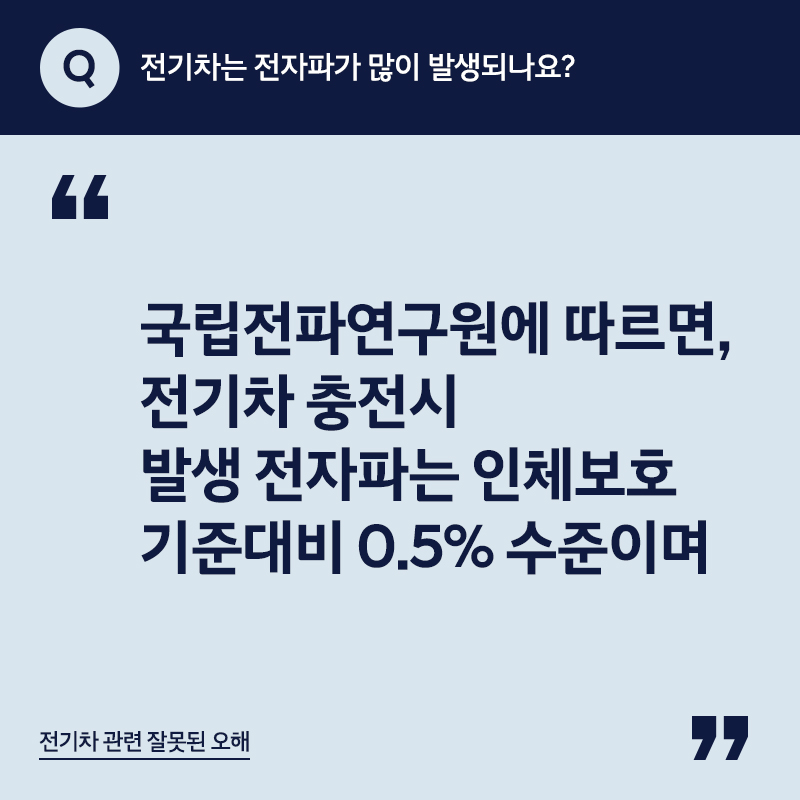 Q 전기차는 전자파가 많이 발생되나요?
“
국립전파연구원에 따르면,
전기차 충전시
발생 전자파는 인체보호
기준대비 0.5% 수준이며
전기차 관련 잘못된 오해
”